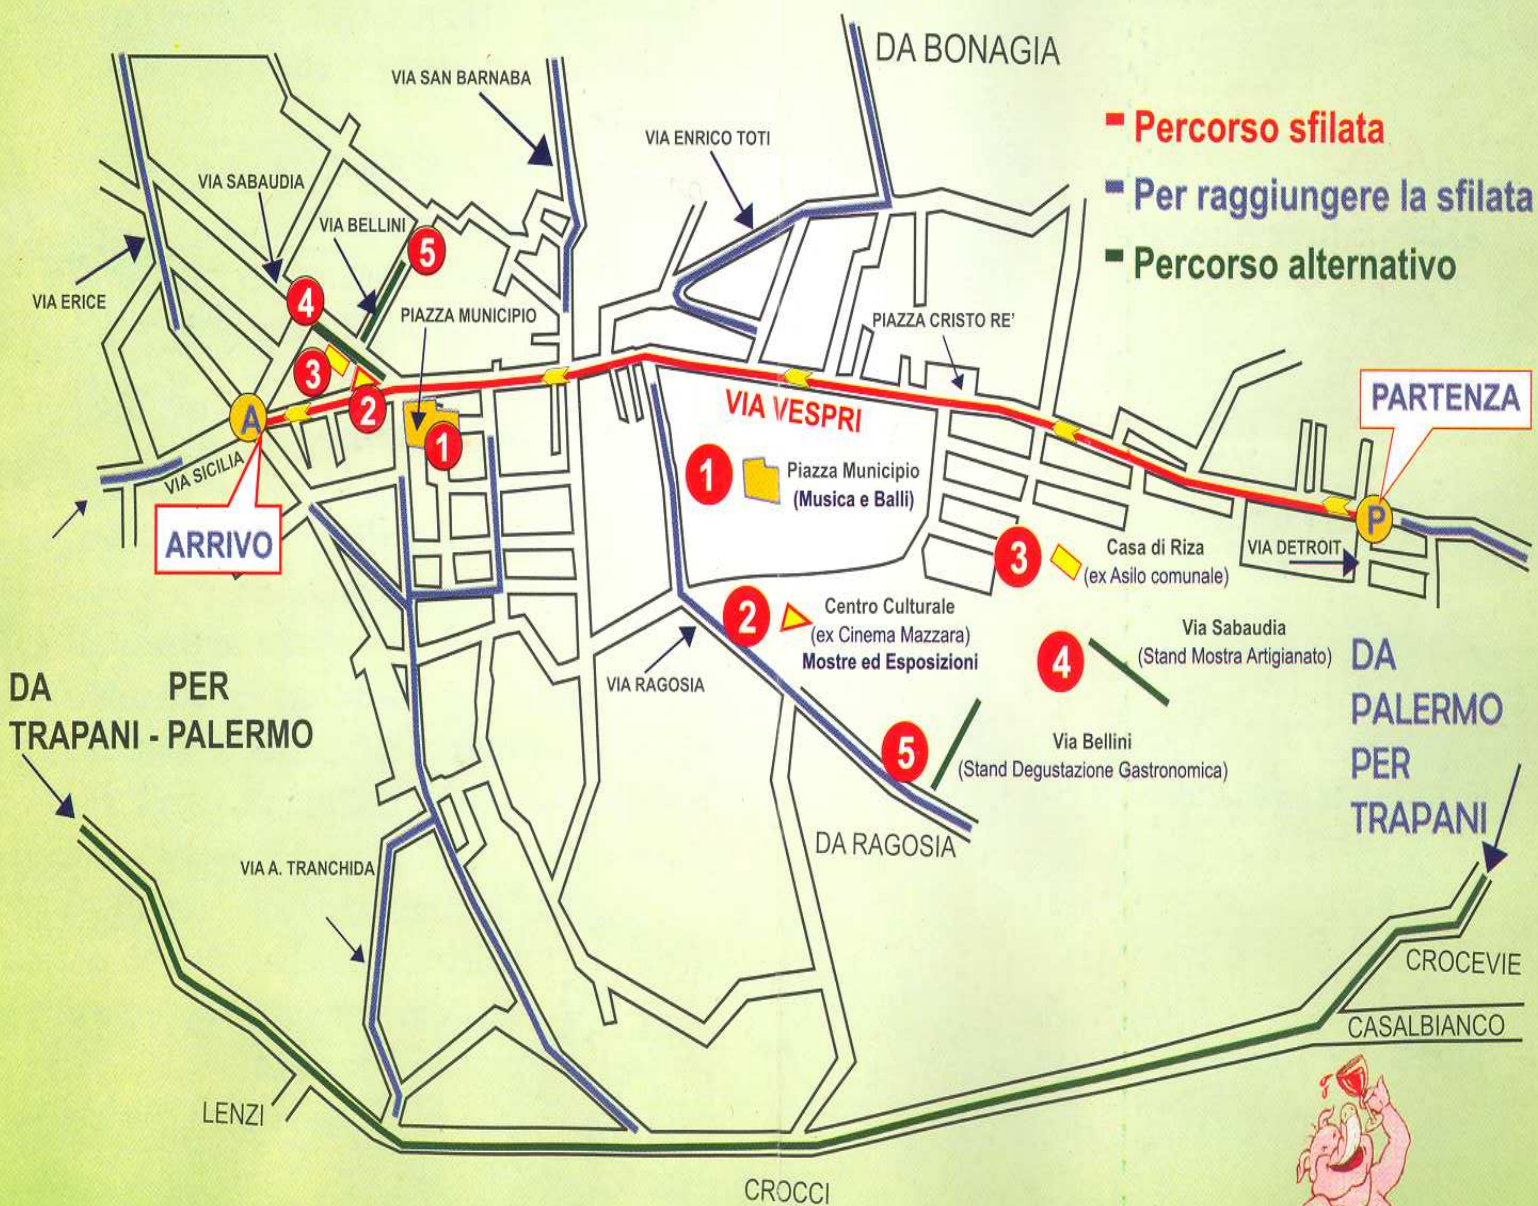 DA BONAGIA
VIA SAN BARNABA
VIA ENRICO TOTI
Percorso sfilata
Per raggiungere la sfilata
Percorso alternativo
VIA SABAUDIA
VIA BELLINI
5
VIA ERICE
4
PIAZZA MUNICIPIO
PIAZZA CRISTO RE'
3
2
A
1
VIA SICILIA
ARRIVO
VIA VESPRI
PARTENZA
P
VIA DETROIT
1
Piazza Municipio
(Musica e Balli)
3
Casa di Riza
(ex Asilo comunale)
2
Centro Culturale
(ex Cinema Mazzara)
Mostre ed Esposizioni
4
Via Sabaudia
(Stand Mostra Artigianato)
VIA RAGOSIA
5
Via Bellini
(Stand Degustazione Gastronomica)
DA PER
TRAPANI - PALERMO
DA
PALERMO
PER
TRAPANI
DA RAGOSIA
VIA A. TRANCHIDA
CROCEVIE
CASALBIANCO
LENZI
CROCCI